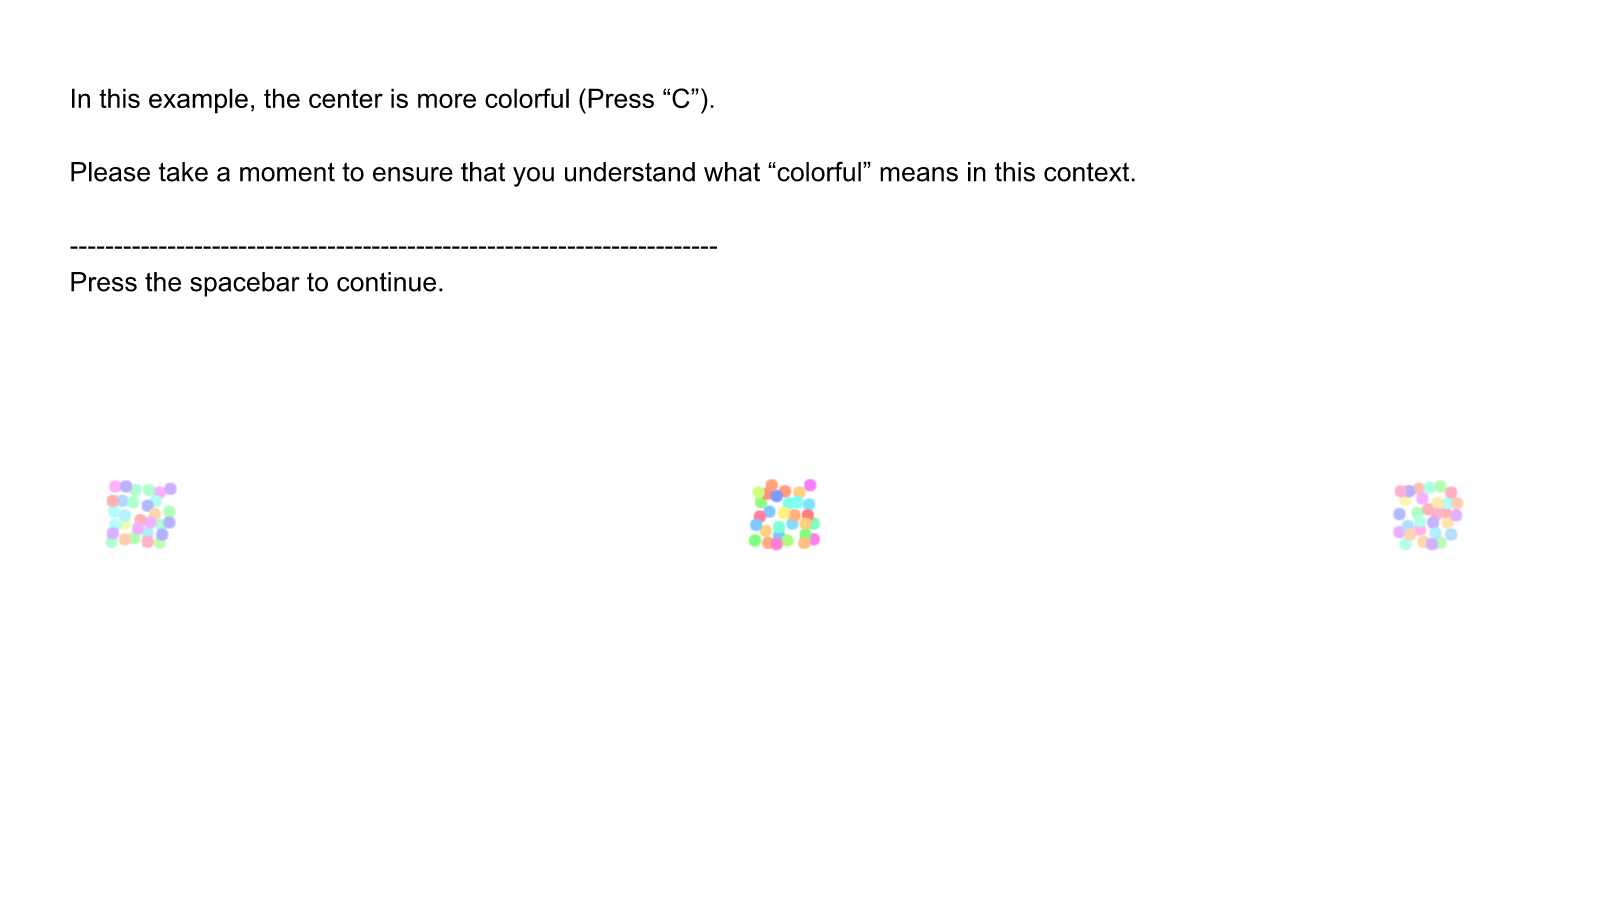 In this example, the center is more colorful (Press “C”).
Please take a moment to ensure that you understand what “colorful” means in this context.
-------------------------------------------------------------------------
Press the spacebar to continue.